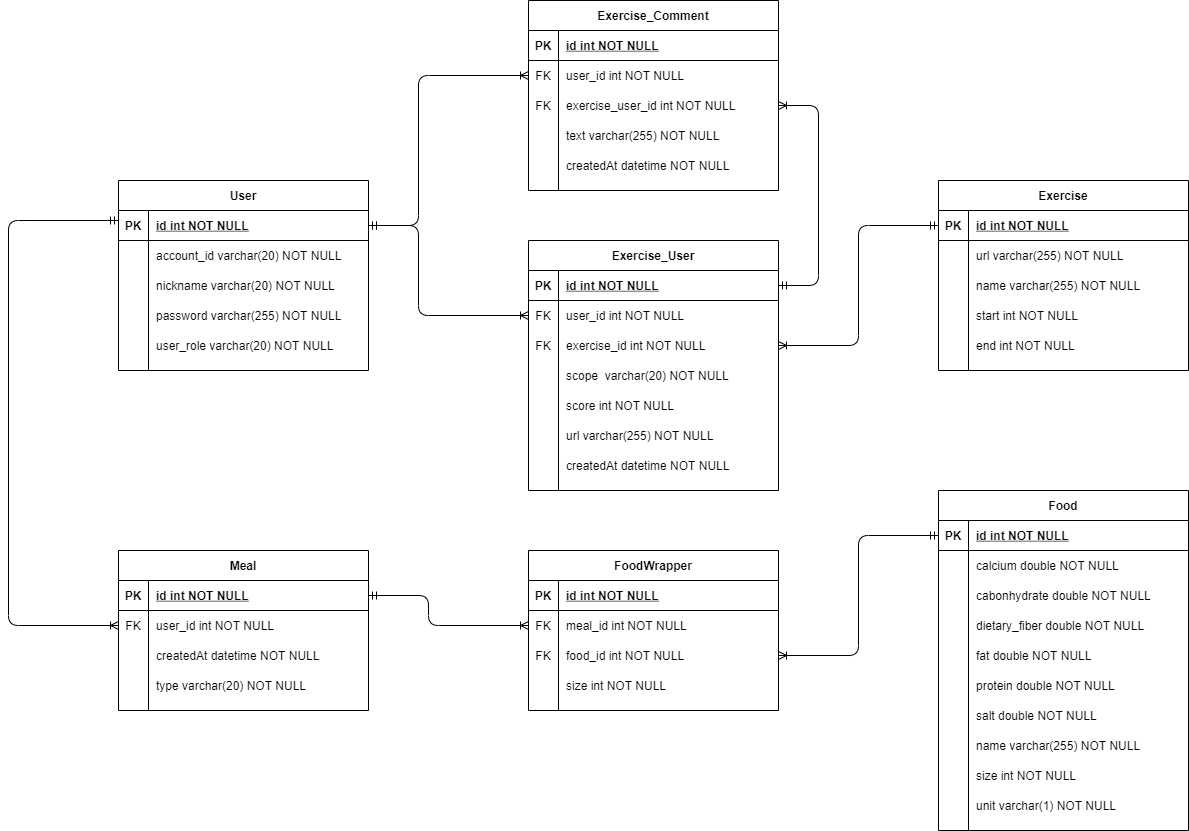 Exercise_Comment
PK id int NOT NULL
FK user_id int NOT NULL
FK exercise_user_id int NOT NULL
text varchar(255) NOT NULL
createdAt datetime NOT NULL
User
PK id int NOT NULL
account_id varchar(20) NOT NULL
nickname varchar(20) NOT NULL
password varchar(255) NOT NULL
user_role varchar(20) NOT NULL
Exercise_User
PK id int NOT NULL
FK user_id int NOT NULL
FK exercise_id int NOT NULL
scope  varchar(20) NOT NULL
score int NOT NULL
url varchar(255) NOT NULL
createdAt datetime NOT NULL
Exercise
PK id int NOT NULL
url varchar(255) NOT NULL
name varchar(255) NOT NULL
start int NOT NULL
end int NOT NULL
Meal
PK id int NOT NULL
FK user_id int NOT NULL
createdAt datetime NOT NULL
type varchar(20) NOT NULL
FoodWrapper
PK id int NOT NULL
FK meal_id int NOT NULL
FK food_id int NOT NULL
size int NOT NULL
Food
PK id int NOT NULL
calcium double NOT NULL
cabonhydrate double NOT NULL
dietary_fiber double NOT NULL
fat double NOT NULL
protein double NOT NULL
salt double NOT NULL
name varchar(255) NOT NULL
size int NOT NULL
unit varchar(1) NOT NULL